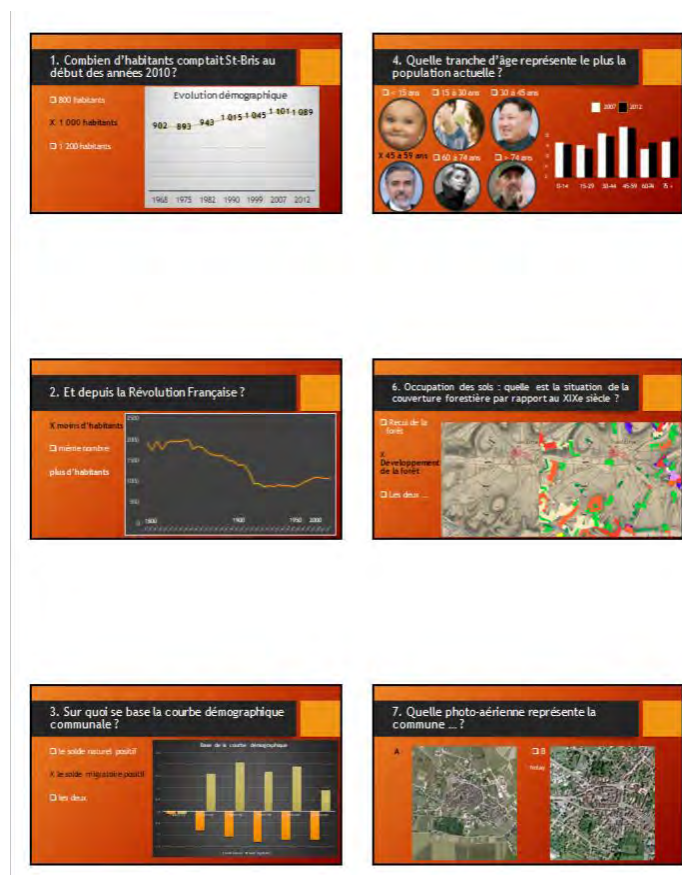 1. Combien d'habitants comptait St-Bris au
début des années 2010 ?
❑ 800 habitants
X 1 000 habitants
❑ 1 200 habitants
Evolution démographique
902 893 943 1 015 1 045 1 101 1 089
1968 1975 1982 1990 1999 2007 2012
2. Et depuis la Révolution Française ?
X moins d'habitants
❑ même nombre
plus d'habitants
2500
2000
1500
1000
500
0
1800 1900 1950 2000
3. Sur quoi se base la courbe démographique
communale ?
❑ le solde naturel positif
X le solde migratoire positif
❑ les deux
Base de la courbe démographique
4. Quelle tranche d'âge représente le plus la
population actuelle ?
❑ - 15 ans ❑ 15 à 30 ans ❑ 30 à 45 ans
X 45 à 59 ans ❑ 60 à 74 ans ❑ > 74 ans
2007 2012
0-14 15-29 30-44 45-59 60-74 75 +
6. Occupation des sols : quelle est la situation de la
couverture forestière par rapport au XIXe siècle ?
❑ Recul de la
forêt
X
Developpement
de la forêt
❑ Les deux ...
7. Quelle photo-aérienne représente la
commune ... ?
A
❑ B